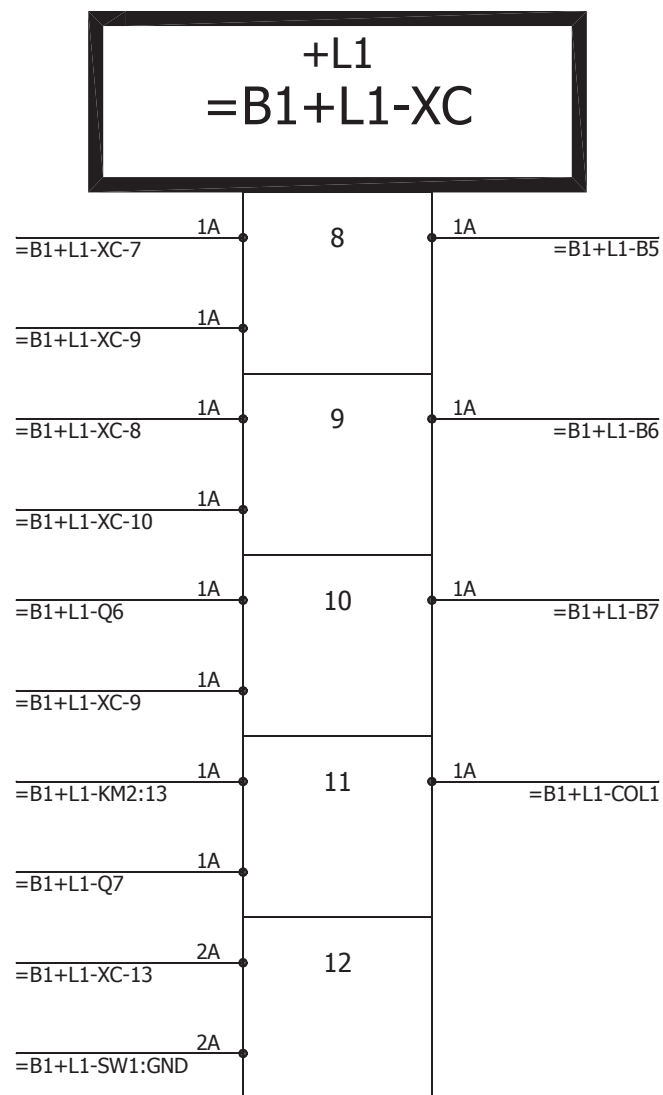 +L1
=B1+L1-XC
1A 8 1A
=B1+L1-XC-7 =B1+L1-B5
1A
=B1+L1-XC-9
1A 9 1A
=B1+L1-XC-8 =B1+L1-B6
1A
=B1+L1-XC-10
1A 10 1A
=B1+L1-Q6 =B1+L1-B7
1A
=B1+L1-XC-9
1A 11 1A
=B1+L1-KM2:13 =B1+L1-COL1
1A
=B1+L1-Q7
2A 12
=B1+L1-XC-13
2A
=B1+L1-SW1:GND